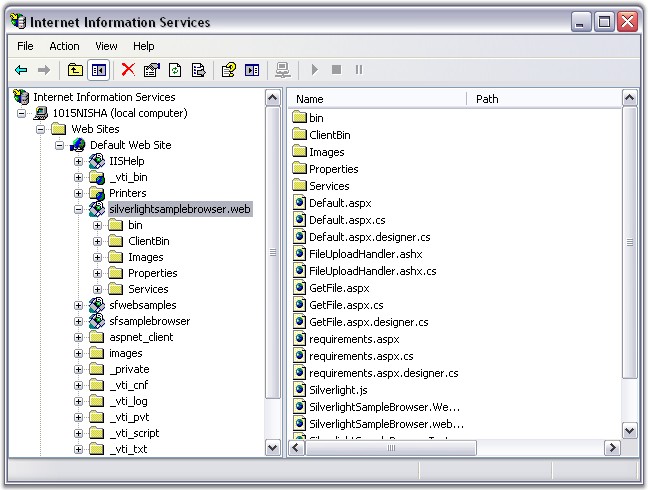 Internet Information Services
File Action View Help
Internet Information Services
1015NISHA (local computer)
Web Sites
Default Web Site
IISHelp
_vti_bin
Printers
silverlightsamplebrowser.web
bin
ClientBin
Images
Properties
Services
sfwebsamples
sfsamplebrowser
aspnet_client
images
_private
_vti_cnf
_vti_log
_vti_pvt
_vti_script
_vti_txt
Name Path
bin
ClientBin
Images
Properties
Services
Default.aspx
Default.aspx.cs
Default.aspx.designer.cs
FileUploadHandler.ashx
FileUploadHandler.ashx.cs
GetFile.aspx
GetFile.aspx.cs
GetFile.aspx.designer.cs
requirements.aspx
requirements.aspx.cs
requirements.aspx.designer.cs
Silverlight.js
SilverlightSampleBrowser.We...
SilverlightSampleBrowser.web...